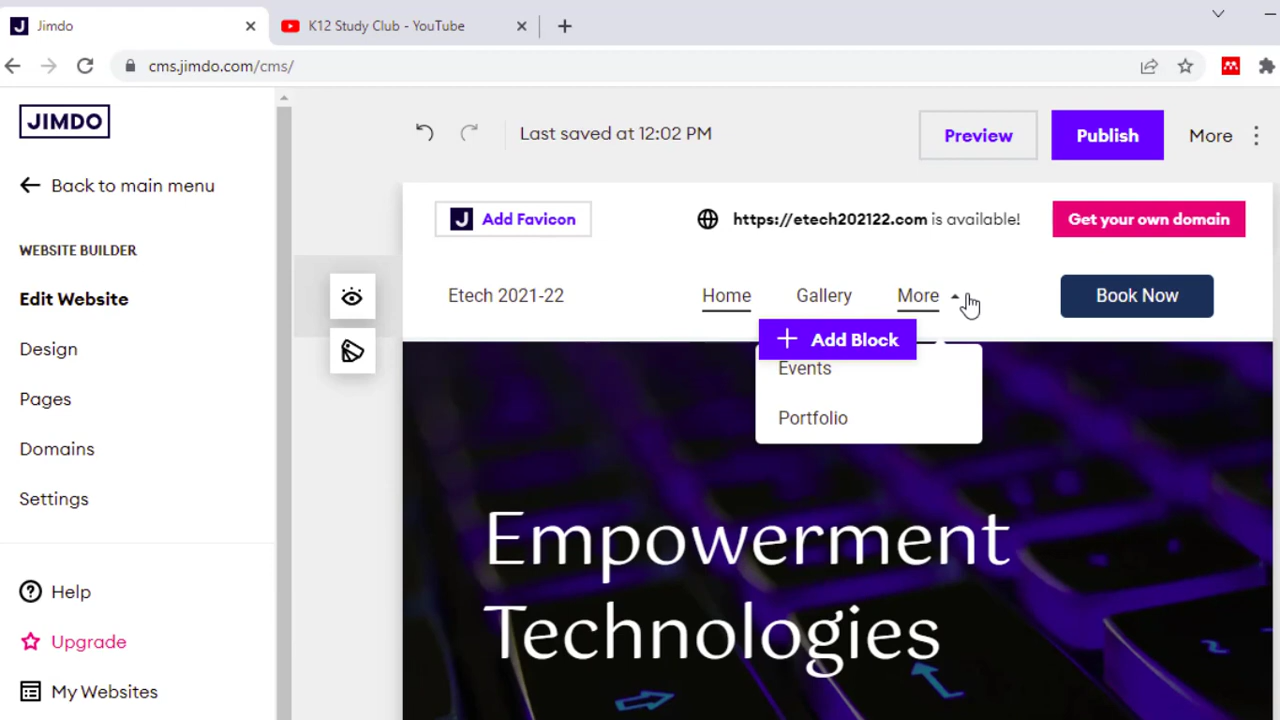 Jimdo
K12 Study Club - YouTube
cms.jimdo.com/cms/
JIMDO
Back to main menu
WEBSITE BUILDER
Edit Website
Design
Pages
Domains
Settings
Help
Upgrade
My Websites
Last saved at 12:02 PM
Preview
Publish
More
J Add Favicon
https://etech202122.com is available!
Get your own domain
Etech 2021-22
Home
Gallery
More
Book Now
Add Block
Events
Portfolio
Empowerment
Technologies